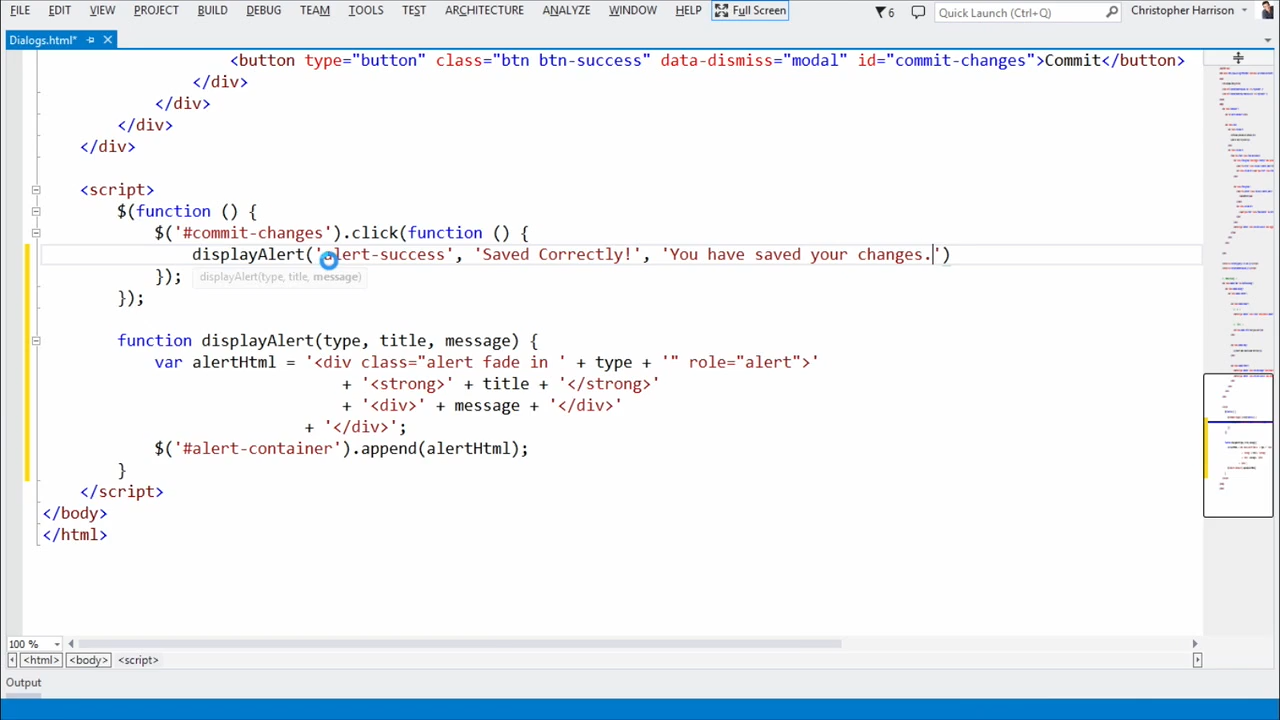 FILE EDIT VIEW PROJECT BUILD DEBUG TEAM TOOLS TEST ARCHITECTURE ANALYZE WINDOW HELP Full Screen 6 Quick Launch (Ctrl+Q) Christopher Harrison
Dialogs.html*
<button type="button" class="btn btn-success" data-dismiss="modal" id="commit-changes">Commit</button>
</div>
</div>
</div>
</div>
<script>
$(function () {
$('#commit-changes').click(function () {
displayAlert('alert-success', 'Saved Correctly!', 'You have saved your changes.')
}); displayAlert(type, title, message)
});
function displayAlert(type, title, message) {
var alertHtml = '<div class="alert fade in ' + type + '" role="alert">'
+ '<strong>' + title + '</strong>'
+ '<div>' + message + '</div>'
+ '</div>';
$('#alert-container').append(alertHtml);
}
</script>
</body>
</html>
100 %
<html> <body> <script>
Output